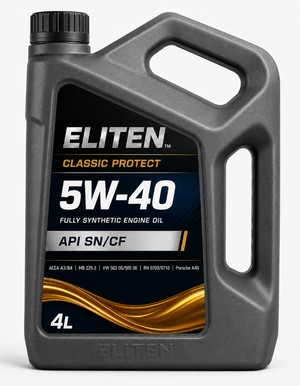 ELITEN™
CLASSIC PROTECT
5W-40
FULLY SYNTHETIC ENGINE OIL
API SN/CF
ACEA A3/B4 | MB 229.3 | VW 502 00/505 00 | RN 0700/0710 | Porsche A40
4L
ELITEN